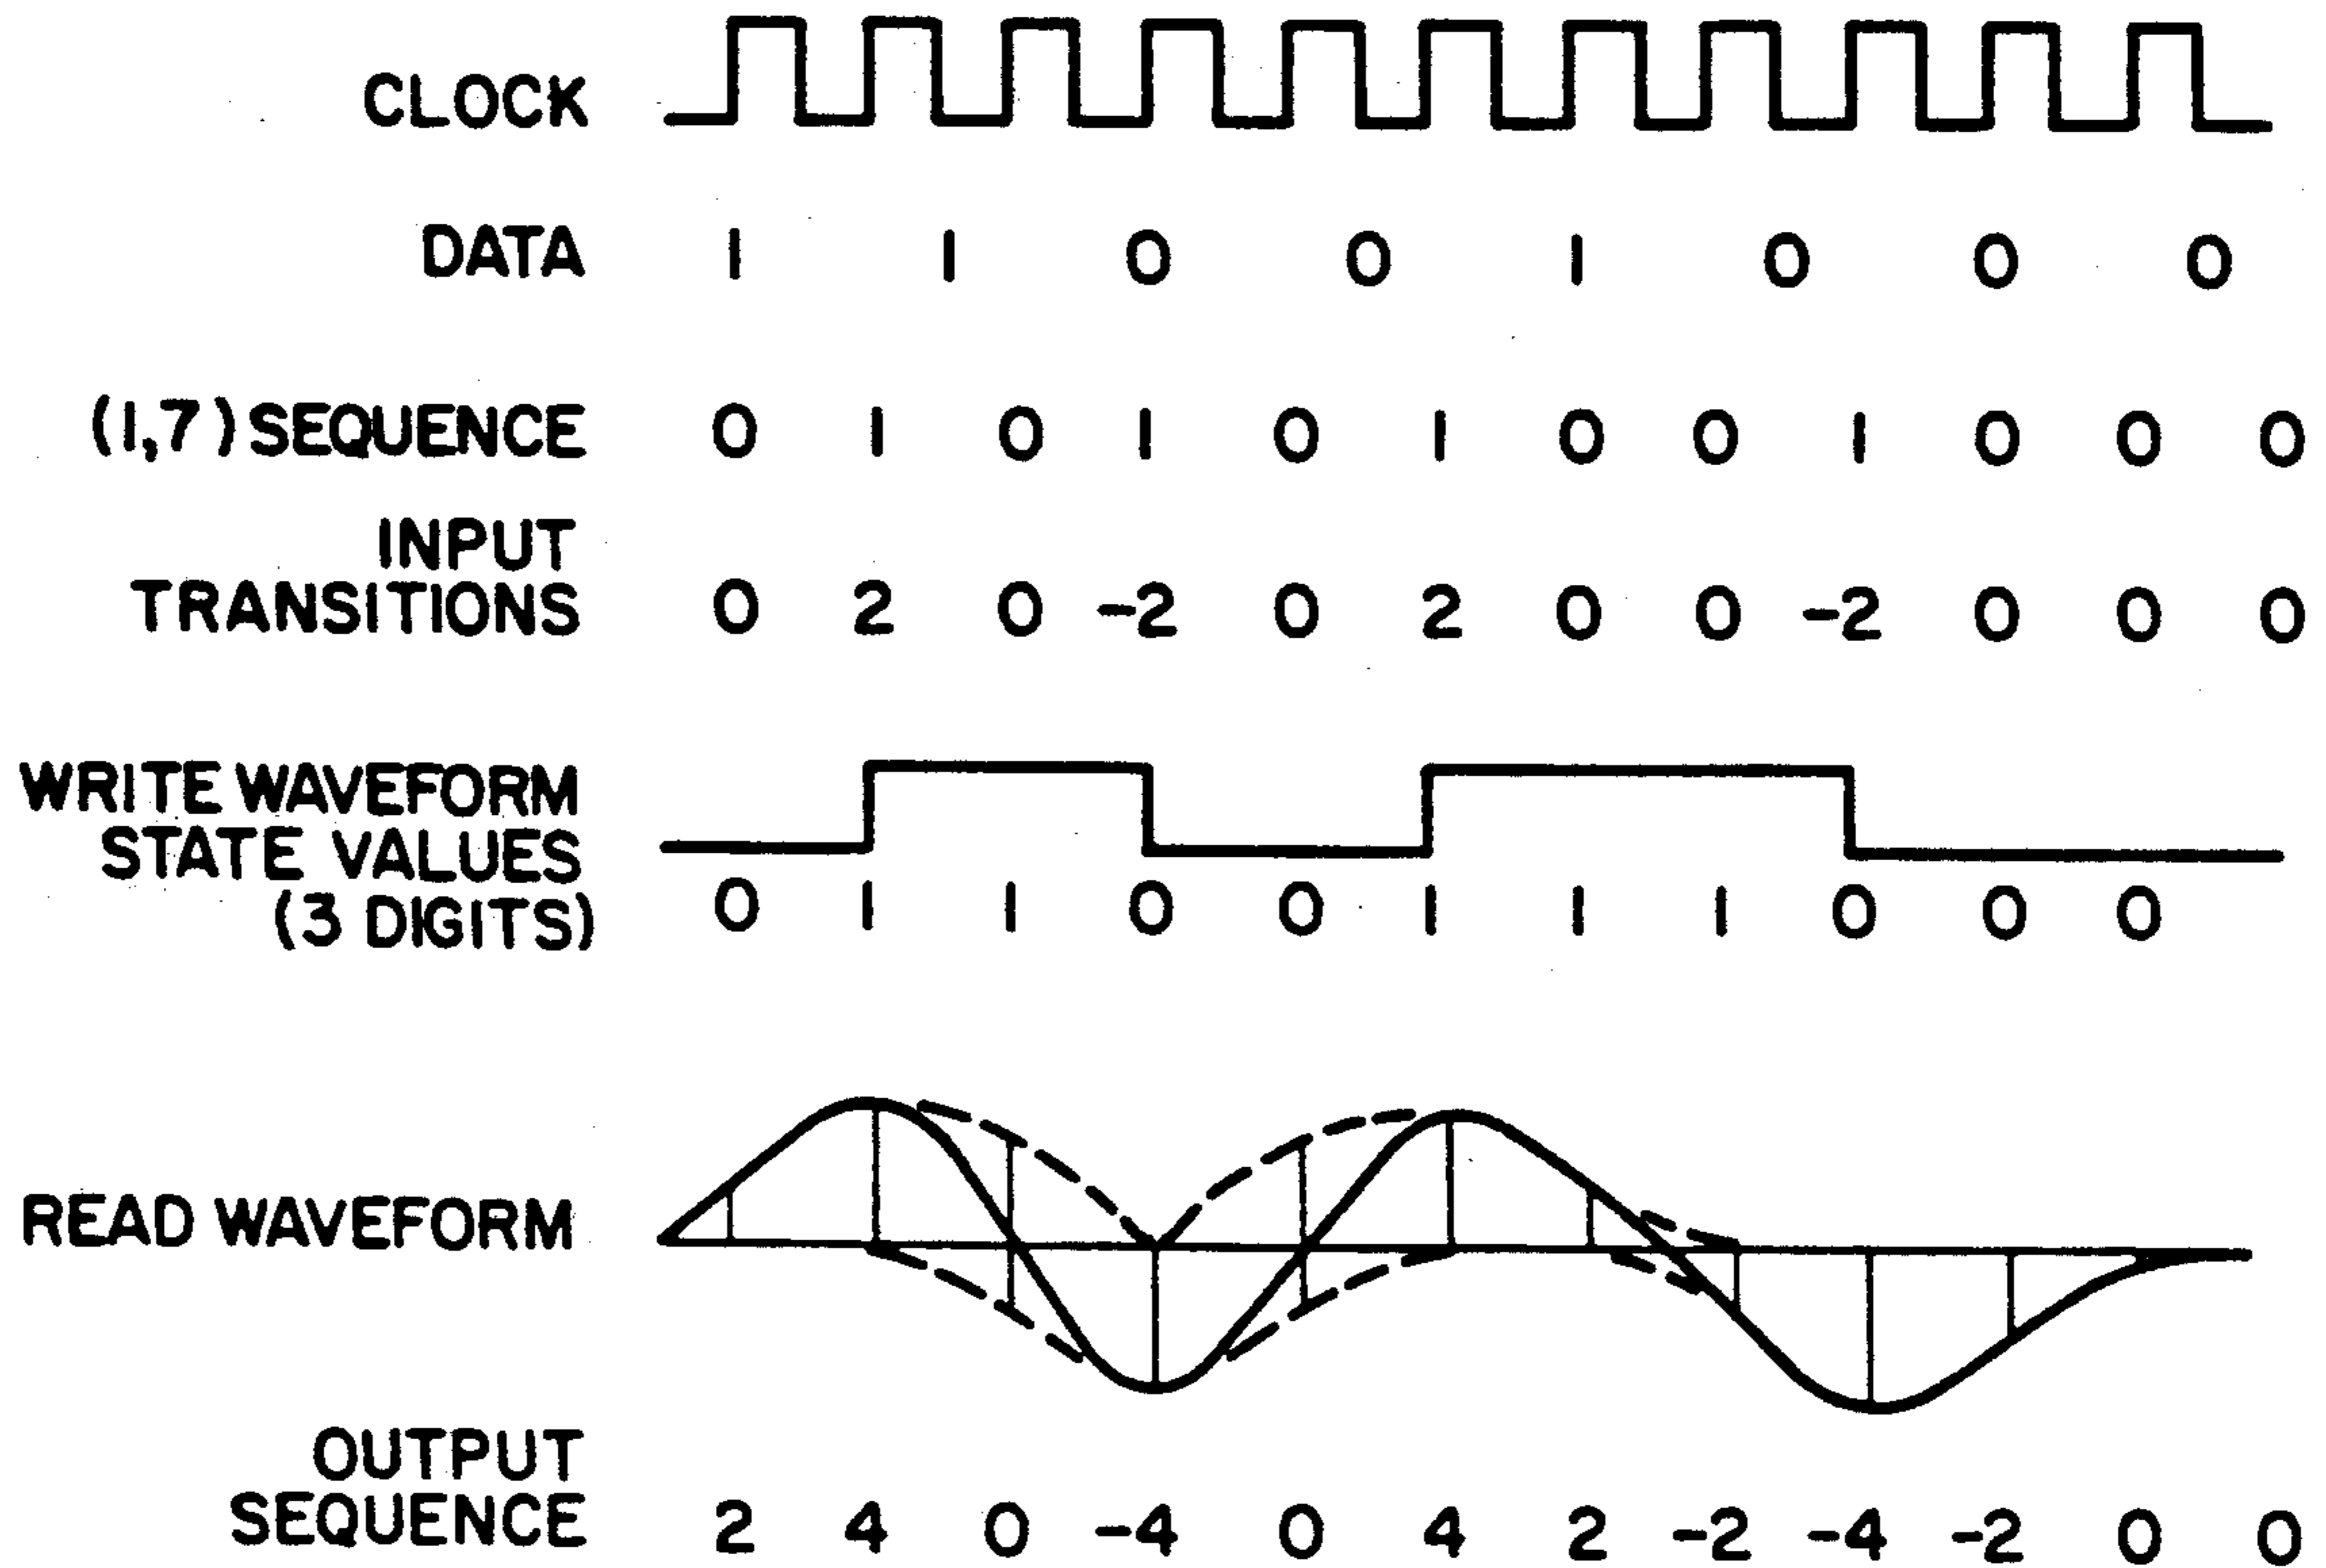 CLOCK
DATA 1 1 0 0 1 0 0 0
(1,7) SEQUENCE 0 1 0 1 0 1 0 0 1 0 0 0
INPUT
TRANSITIONS 0 2 0 -2 0 2 0 0 -2 0 0 0
WRITE WAVEFORM
STATE VALUES
(3 DIGITS) 0 1 1 0 0 1 1 1 0 0 0
READ WAVEFORM
OUTPUT
SEQUENCE 2 4 0 -4 0 4 2 -2 -4 -2 0 0